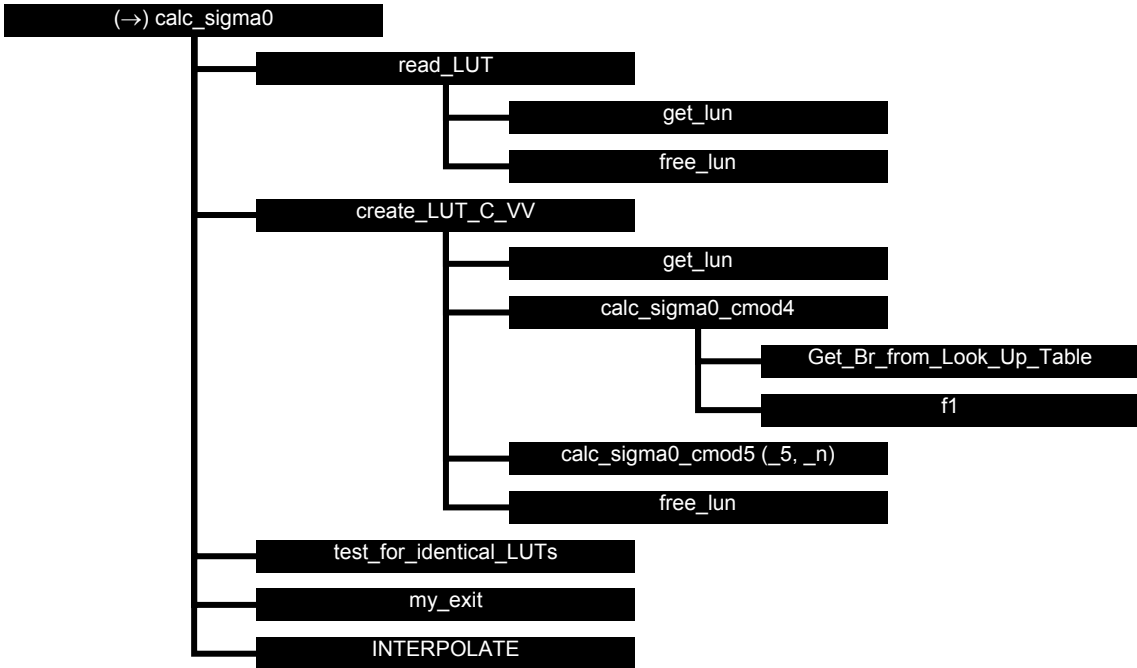 (→) calc_sigma0
read_LUT
get_lun
free_lun
create_LUT_C_VV
get_lun
calc_sigma0_cmod4
Get_Br_from_Look_Up_Table
f1
calc_sigma0_cmod5 (_5, _n)
free_lun
test_for_identical_LUTs
my_exit
INTERPOLATE